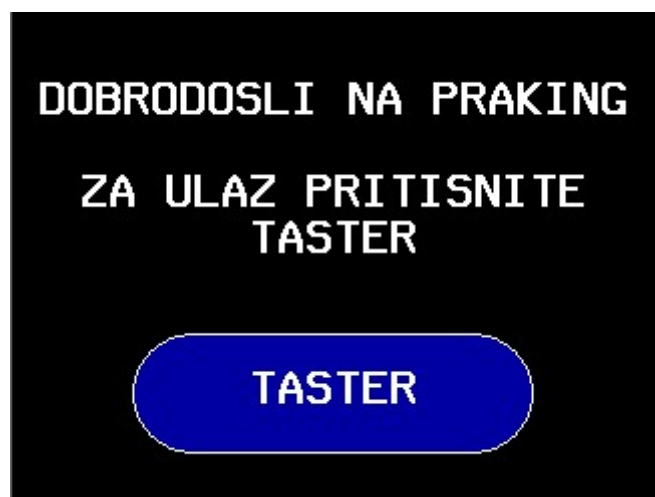 DOBRODOSLI NA PRAKING
ZA ULAZ PRITISNITE
TASTER
TASTER